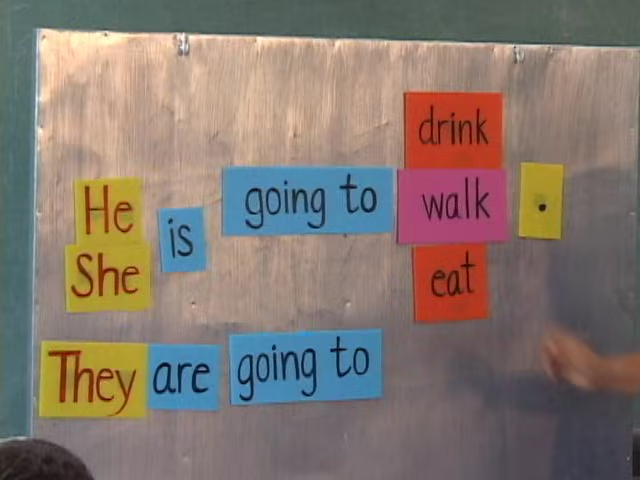 drink
He is going to walk .
She eat
They are going to